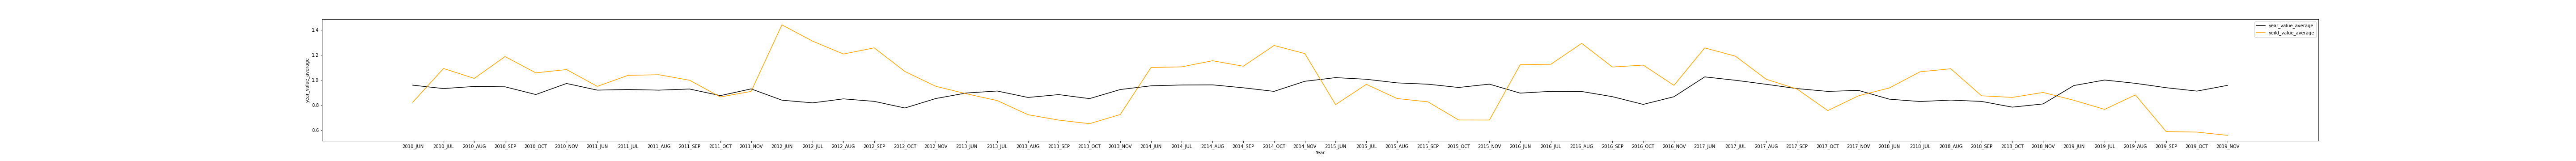 year_value_average
yeild_value_average
1.4
1.2
1.0
0.8
0.6
year_value_average
2010_JUN 2010_JUL 2010_AUG 2010_SEP 2010_OCT 2010_NOV 2011_JUN 2011_JUL 2011_AUG 2011_SEP 2011_OCT 2011_NOV 2012_JUN 2012_JUL 2012_AUG 2012_SEP 2012_OCT 2012_NOV 2013_JUN 2013_JUL 2013_AUG 2013_SEP 2013_OCT 2013_NOV 2014_JUN 2014_JUL 2014_AUG 2014_SEP 2014_OCT 2014_NOV 2015_JUN 2015_JUL 2015_AUG 2015_SEP 2015_OCT 2015_NOV 2016_JUN 2016_JUL 2016_AUG 2016_SEP 2016_OCT 2016_NOV 2017_JUN 2017_JUL 2017_AUG 2017_SEP 2017_OCT 2017_NOV 2018_JUN 2018_JUL 2018_AUG 2018_SEP 2018_OCT 2018_NOV 2019_JUN 2019_JUL 2019_AUG 2019_SEP 2019_OCT 2019_NOV
Year